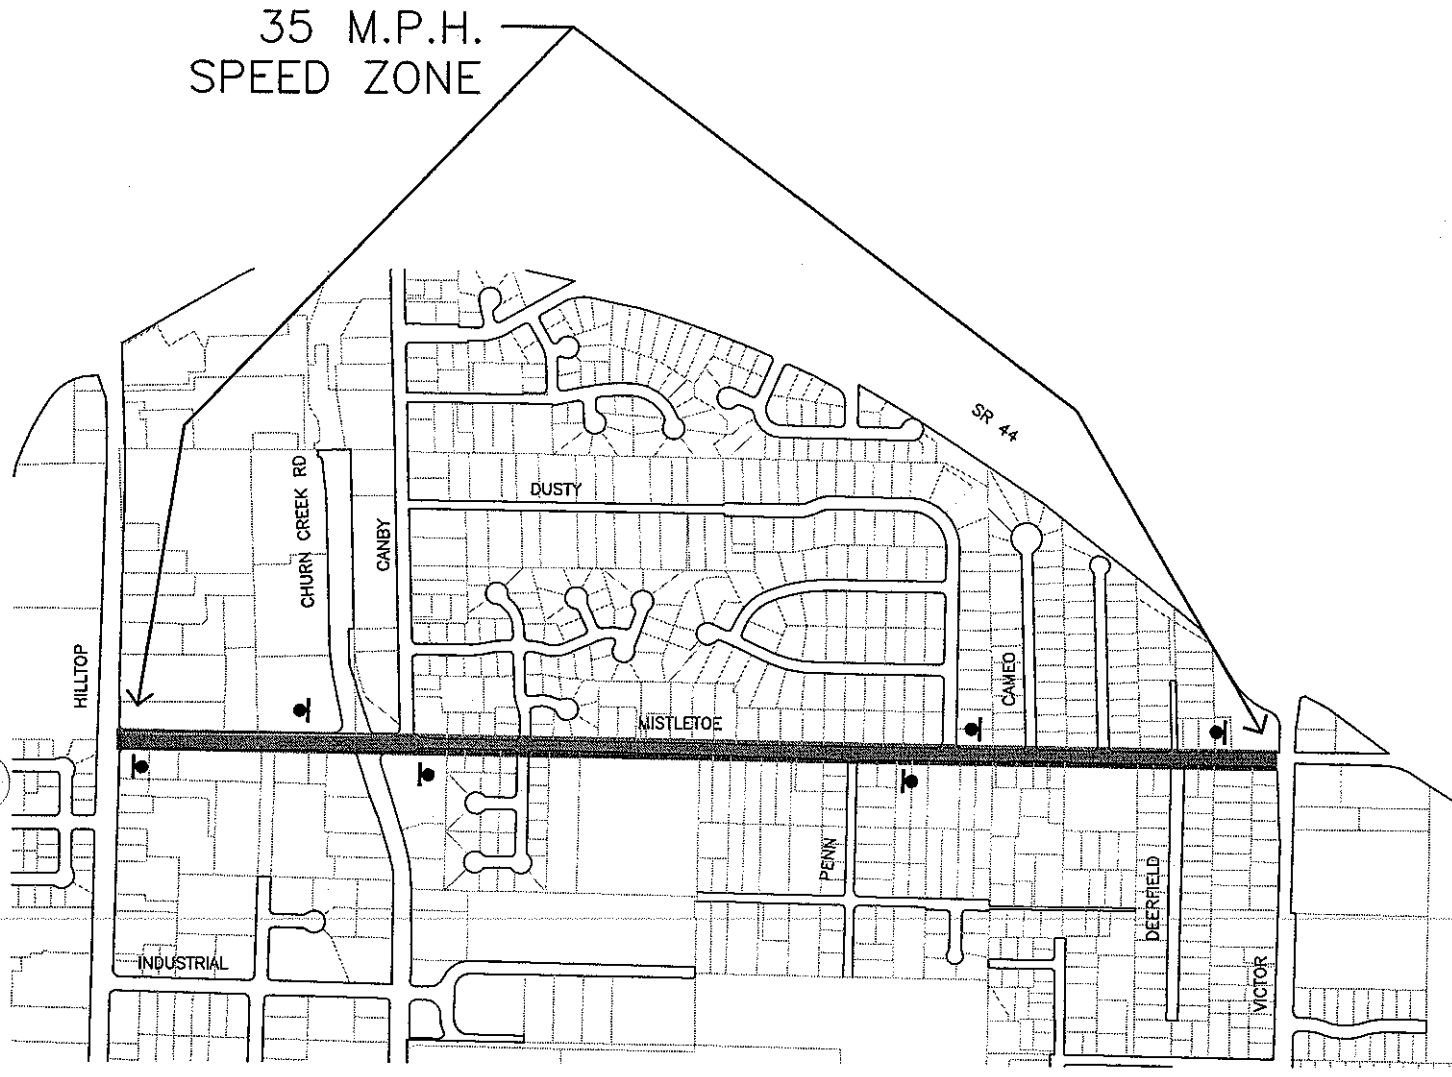 35 M.P.H.
SPEED ZONE
SR 44
DUSTY
CHURN CREEK RD
CANBY
HILLTOP
CAMEO
MISTLETOE
PENN
DEERFIELD
INDUSTRIAL
VICTOR